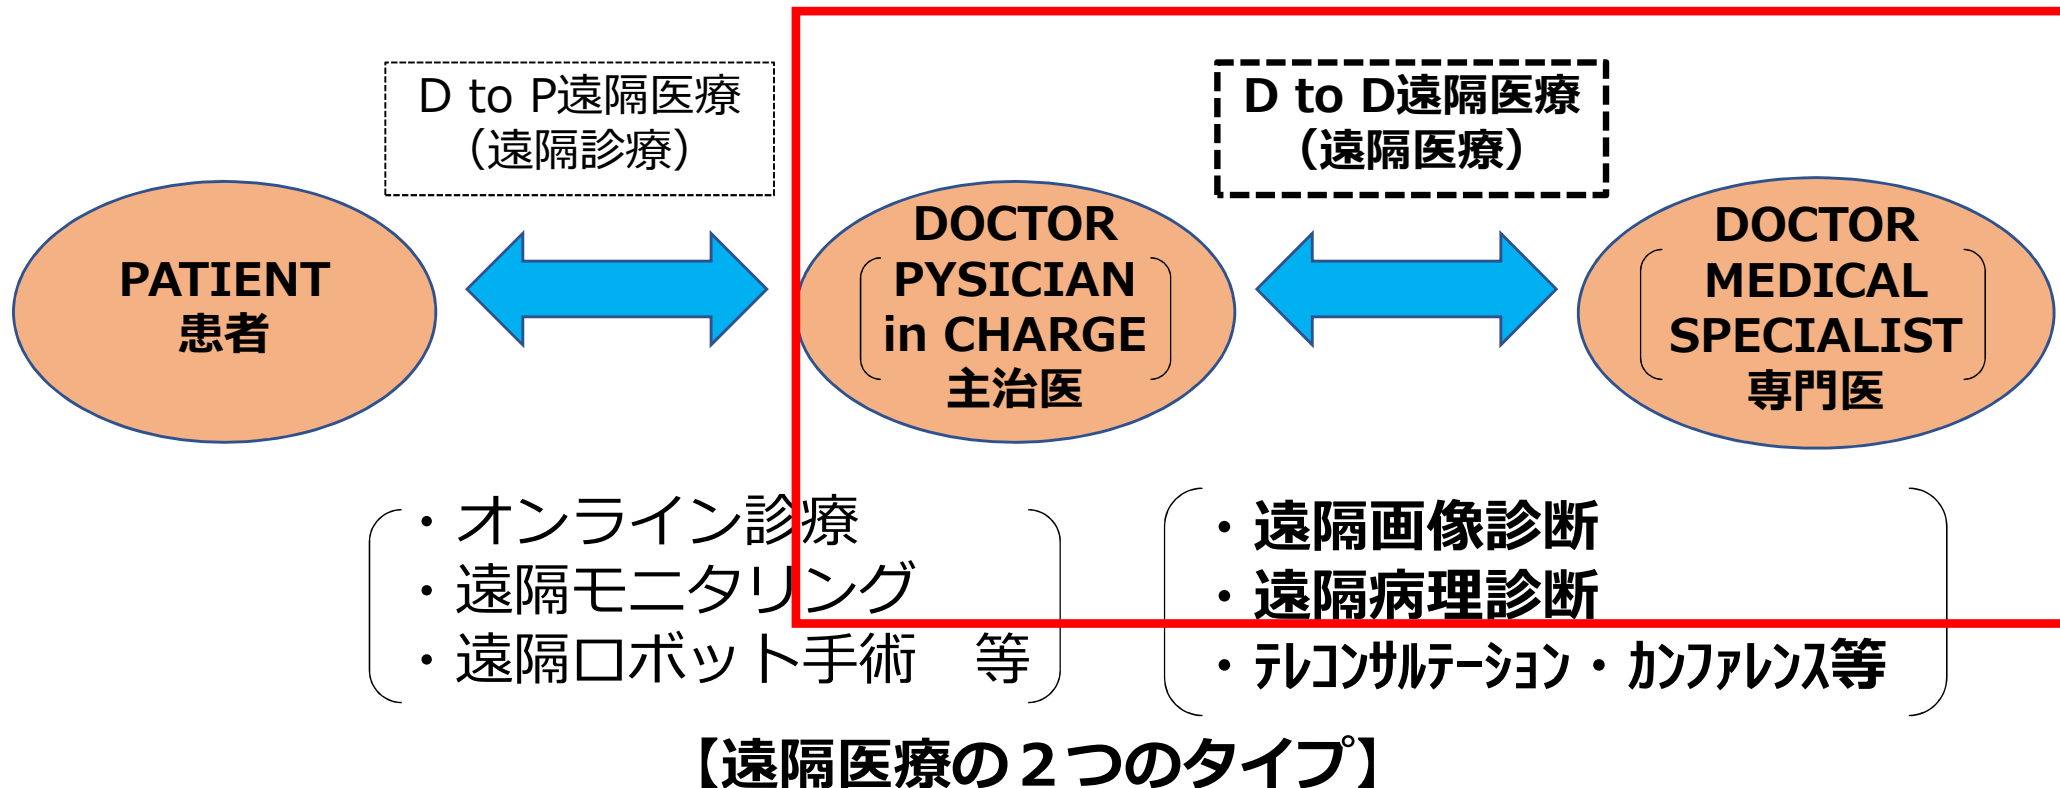 D to P遠隔医療
（遠隔診療）
D to D遠隔医療
（遠隔医療）
PATIENT
患者
DOCTOR
PYSICIAN
in CHARGE
主治医
DOCTOR
MEDICAL
SPECIALIST
専門医
・オンライン診療
・遠隔モニタリング
・遠隔ロボット手術　等
・遠隔画像診断
・遠隔病理診断
・ﾃﾚｺﾝｻﾙﾃｰｼｮﾝ・ｶﾝﾌｧﾚﾝｽ等
【遠隔医療の２つのタイプ】